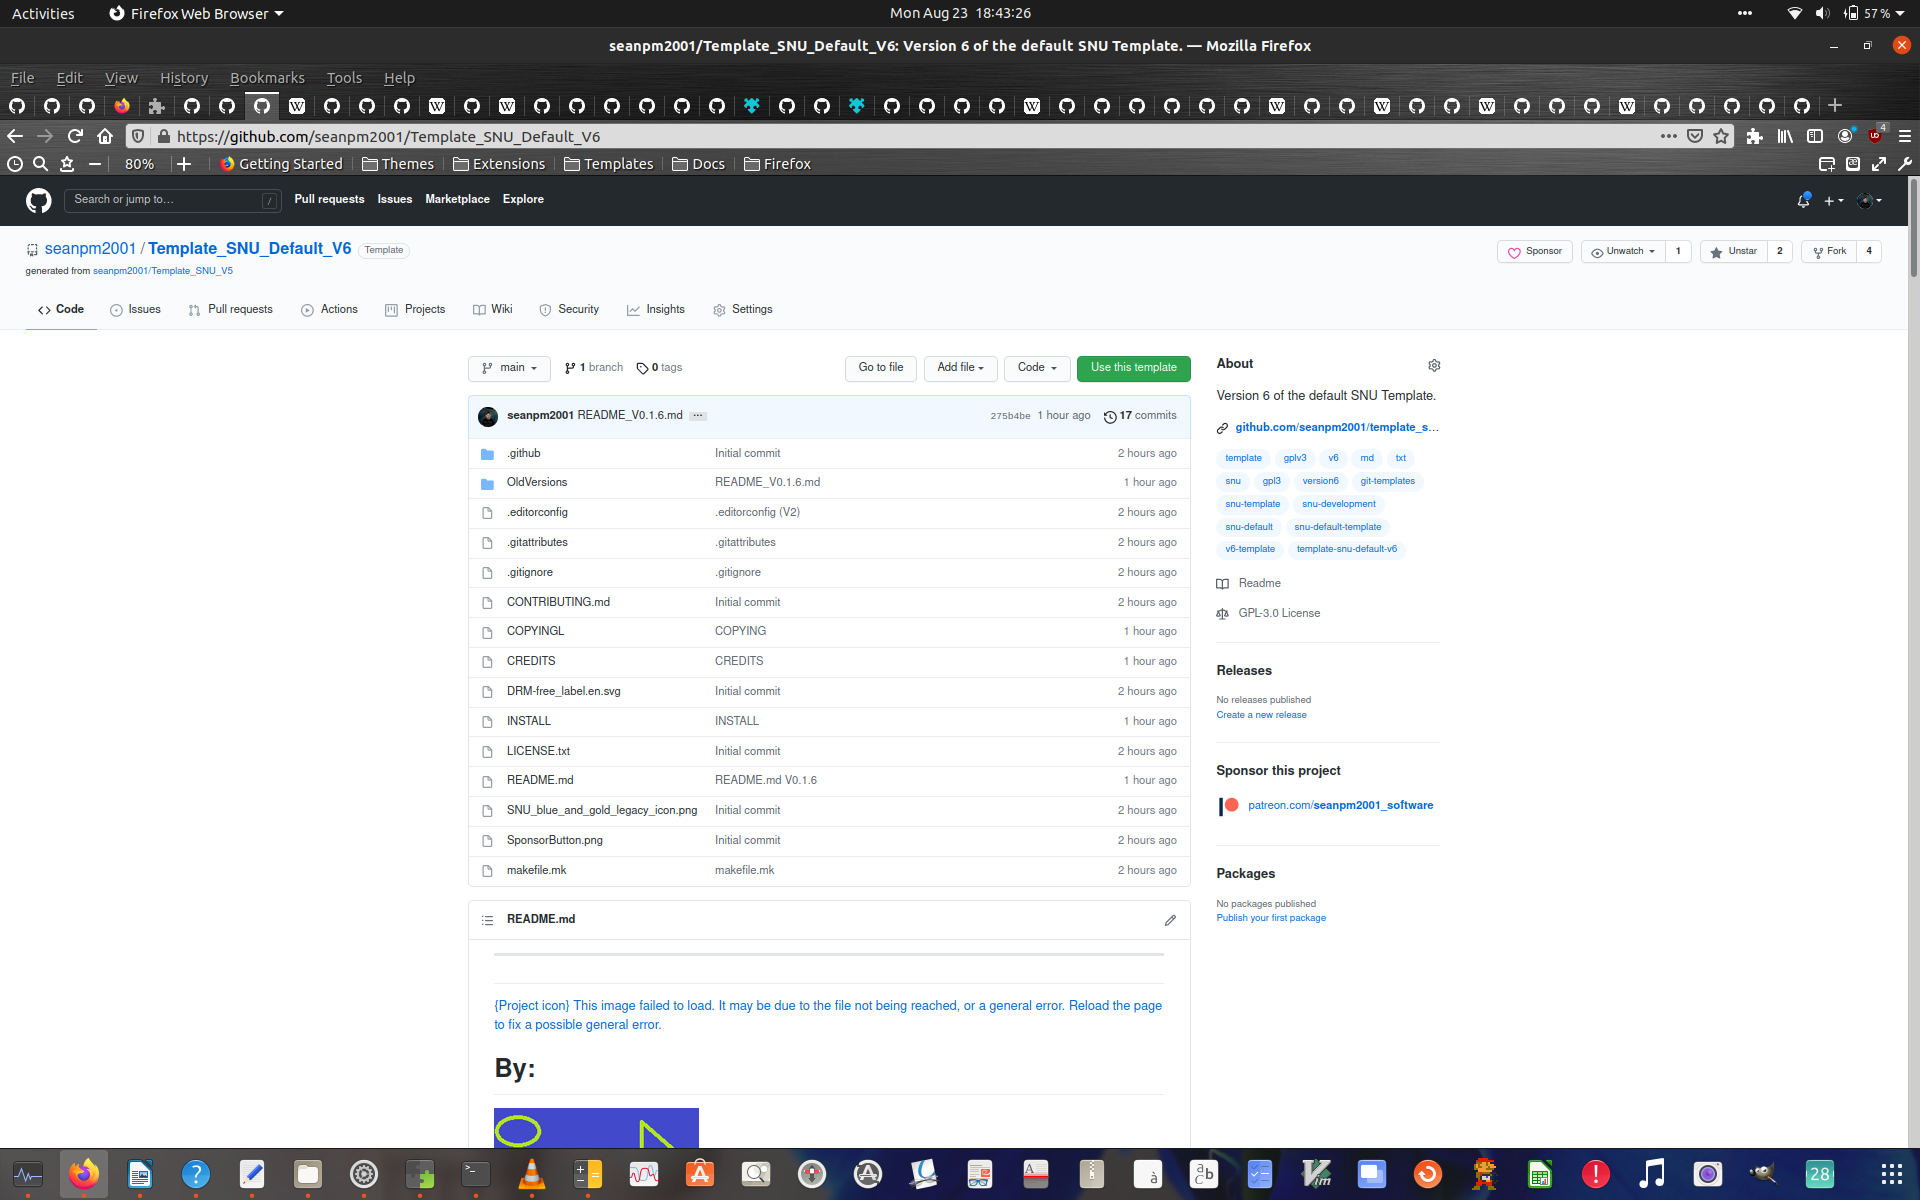 Activities
Firefox Web Browser
Mon Aug 23 18:43:26
57 %
seanpm2001/Template_SNU_Default_V6: Version 6 of the default SNU Template. — Mozilla Firefox
File Edit View History Bookmarks Tools Help
https://github.com/seanpm2001/Template_SNU_Default_V6
4
80%
Getting Started
Themes
Extensions
Templates
Docs
Firefox
Search or jump to…
/
Pull requests
Issues
Marketplace
Explore
seanpm2001 / Template_SNU_Default_V6
Template
Sponsor
Unwatch
1
Unstar
2
Fork
4
generated from seanpm2001/Template_SNU_V5
Code
Issues
Pull requests
Actions
Projects
Wiki
Security
Insights
Settings
main
1 branch
0 tags
Go to file
Add file
Code
Use this template
seanpm2001 README_V0.1.6.md
275b4be 1 hour ago
17 commits
.github Initial commit 2 hours ago
OldVersions README_V0.1.6.md 1 hour ago
.editorconfig .editorconfig (V2) 2 hours ago
.gitattributes .gitattributes 2 hours ago
.gitignore .gitignore 2 hours ago
CONTRIBUTING.md Initial commit 2 hours ago
COPYINGL COPYING 1 hour ago
CREDITS CREDITS 1 hour ago
DRM-free_label.en.svg Initial commit 2 hours ago
INSTALL INSTALL 1 hour ago
LICENSE.txt Initial commit 2 hours ago
README.md README.md V0.1.6 1 hour ago
SNU_blue_and_gold_legacy_icon.png Initial commit 2 hours ago
SponsorButton.png Initial commit 2 hours ago
makefile.mk makefile.mk 2 hours ago
README.md
{Project icon} This image failed to load. It may be due to the file not being reached, or a general error. Reload the page
to fix a possible general error.
By:
About
Version 6 of the default SNU Template.
github.com/seanpm2001/template_s…
template gplv3 v6 md txt
snu gpl3 version6 git-templates
snu-template snu-development
snu-default snu-default-template
v6-template template-snu-default-v6
Readme
GPL-3.0 License
Releases
No releases published
Create a new release
Sponsor this project
patreon.com/seanpm2001_software
Packages
No packages published
Publish your first package
28